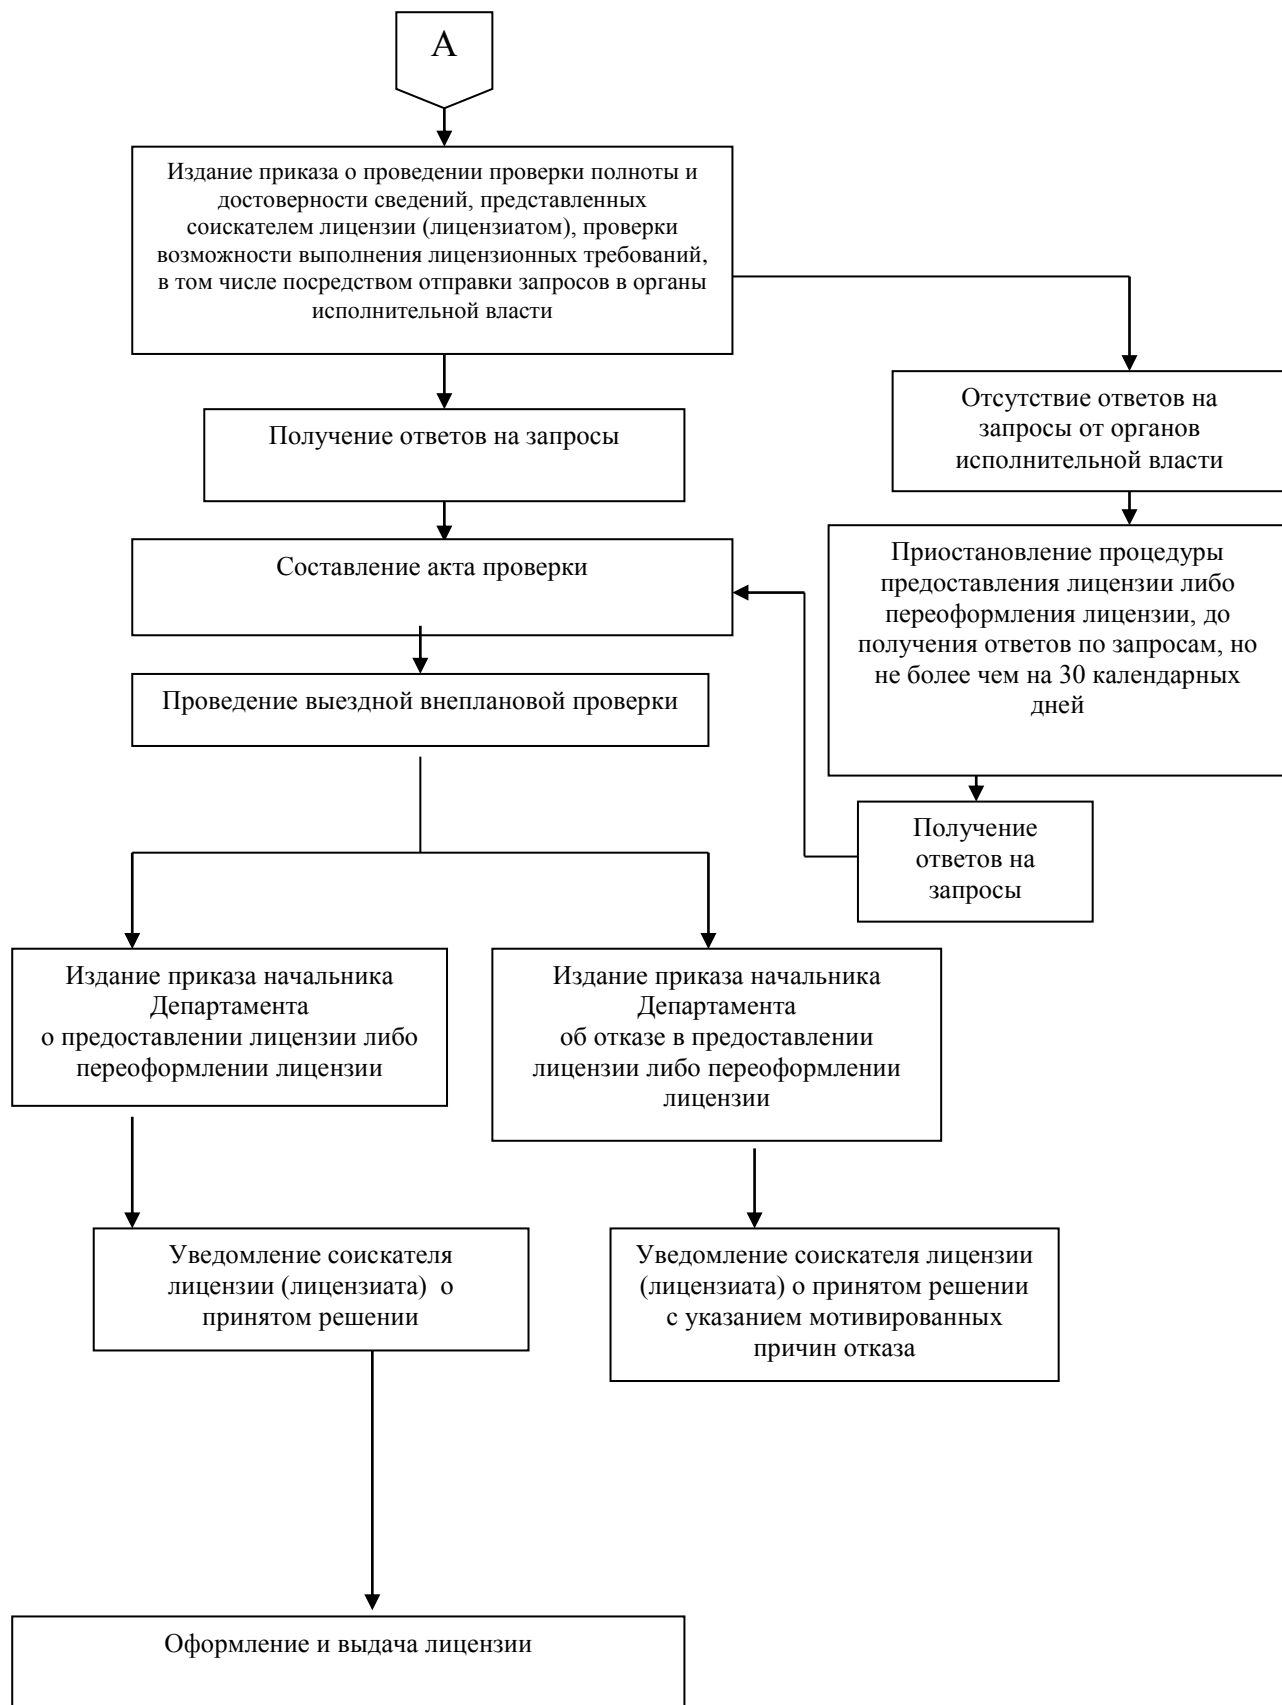 А
Издание приказа о проведении проверки полноты и
достоверности сведений, представленных
соискателем лицензии (лицензиатом), проверки
возможности выполнения лицензионных требований,
в том числе посредством отправки запросов в органы
исполнительной власти
Отсутствие ответов на
запросы от органов
исполнительной власти
Получение ответов на запросы
Составление акта проверки
Приостановление процедуры
предоставления лицензии либо
переоформления лицензии, до
получения ответов по запросам, но
не более чем на 30 календарных
дней
Проведение выездной внеплановой проверки
Получение
ответов на
запросы
Издание приказа начальника
Департамента
о предоставлении лицензии либо
переоформлении лицензии
Издание приказа начальника
Департамента
об отказе в предоставлении
лицензии либо переоформлении
лицензии
Уведомление соискателя
лицензии (лицензиата) о
принятом решении
Уведомление соискателя лицензии
(лицензиата) о принятом решении
с указанием мотивированных
причин отказа
Оформление и выдача лицензии